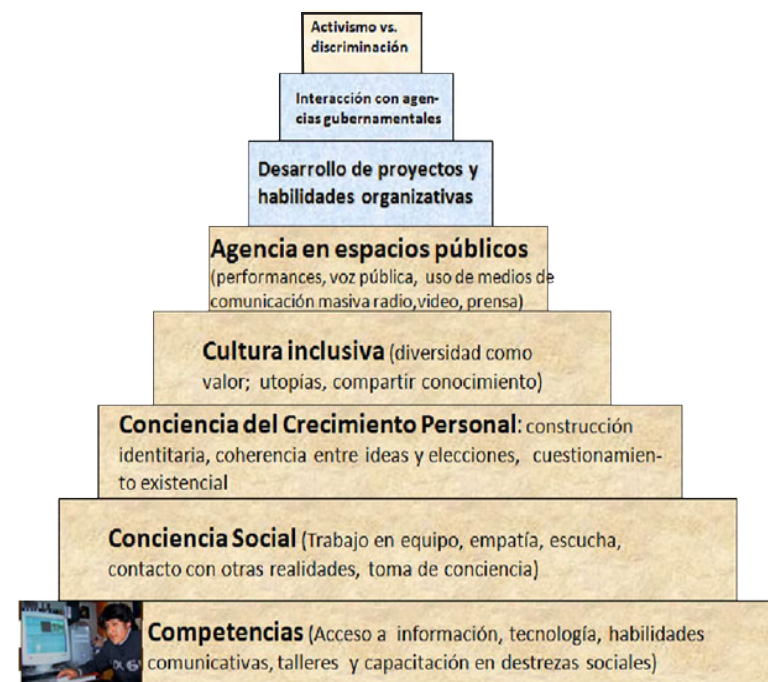 Activismo vs.
discriminación
Interacción con agen-
cias gubernamentales
Desarrollo de proyectos y
habilidades organizativas
Agencia en espacios públicos
(performances, voz pública, uso de medios de
comunicación masiva radio,video, prensa)
Cultura inclusiva (diversidad como
valor; utopías, compartir conocimiento)
Conciencia del Crecimiento Personal: construcción
identitaria, coherencia entre ideas y elecciones, cuestionamien-
to existencial
Conciencia Social (Trabajo en equipo, empatía, escucha,
contacto con otras realidades, toma de conciencia)
Competencias (Acceso a información, tecnología, habilidades
comunicativas, talleres y capacitación en destrezas sociales)